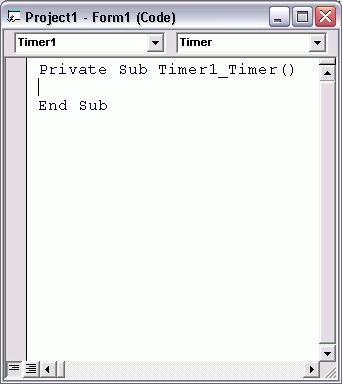 Project1 - Form1 (Code)
Timer1 Timer
Private Sub Timer1_Timer()
End Sub